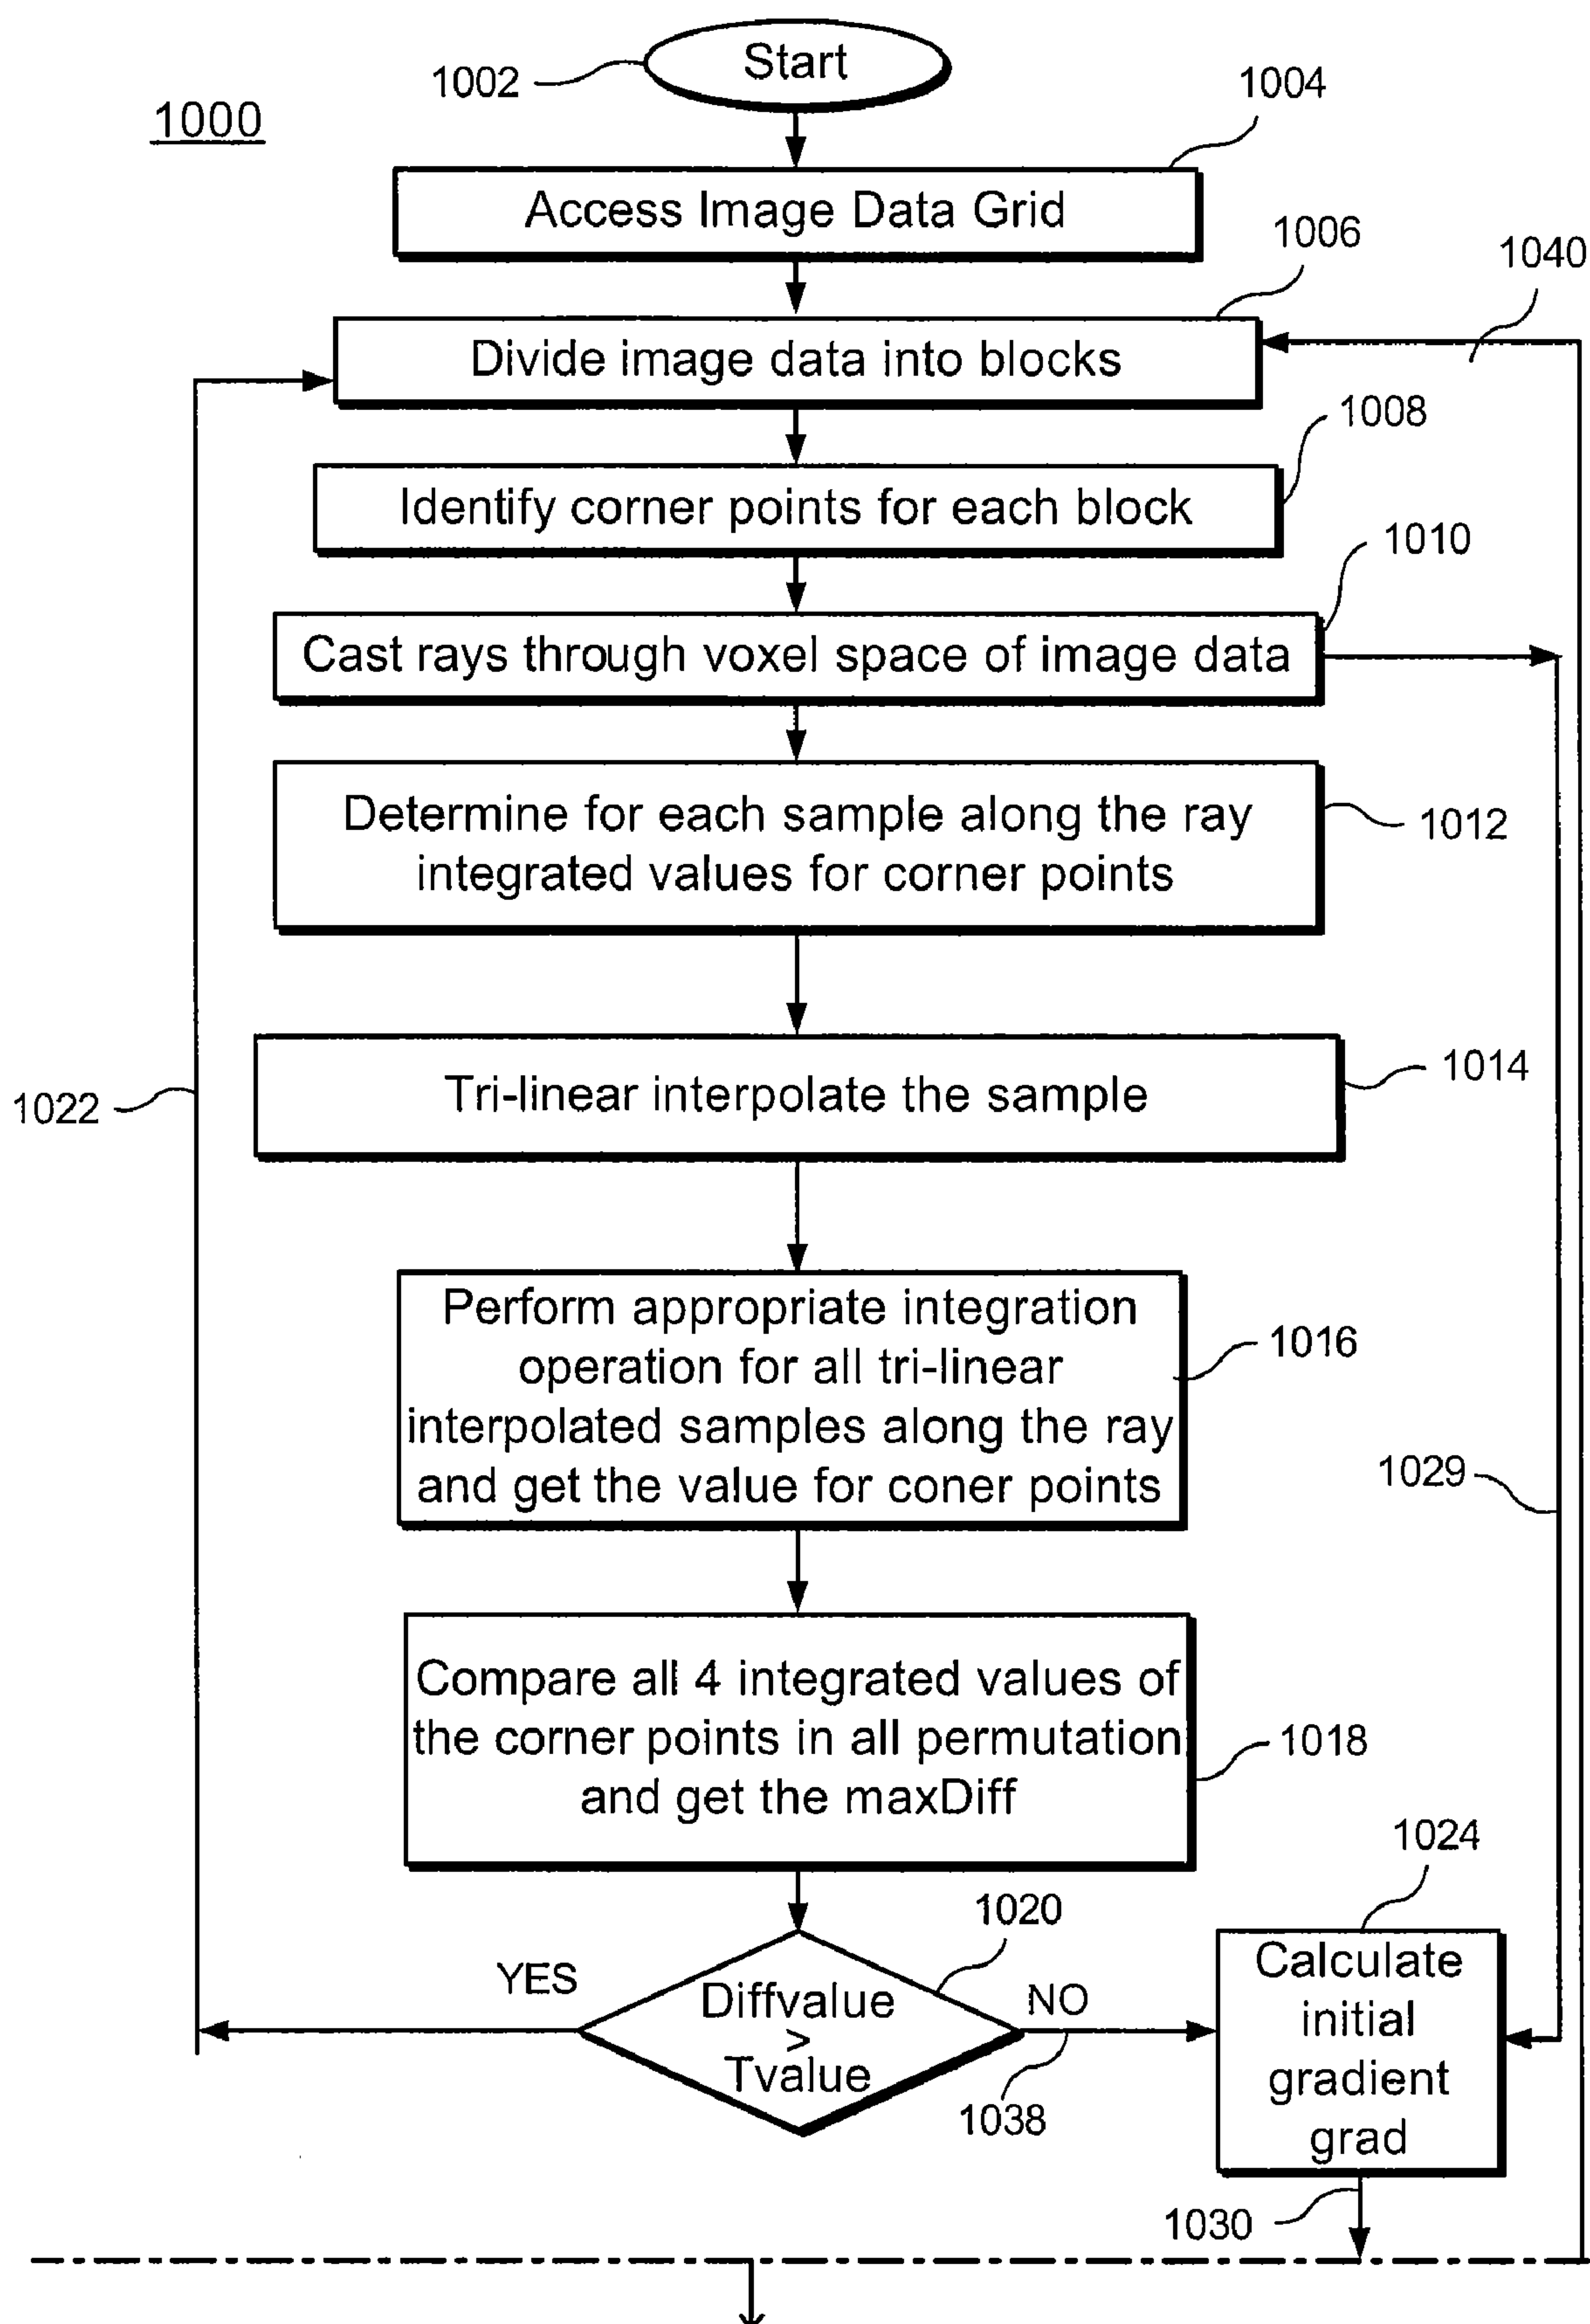 Start
1002
1004
1000
Access Image Data Grid
1006
1040
Divide image data into blocks
1008
Identify corner points for each block
1010
Cast rays through voxel space of image data
Determine for each sample along the ray
integrated values for corner points
1012
Tri-linear interpolate the sample
1014
1022
Perform appropriate integration
operation for all tri-linear
interpolated samples along the ray
and get the value for coner points
1016
1029
Compare all 4 integrated values of
the corner points in all permutation
and get the maxDiff
1018
1024
1020
YES
Diffvalue
>
Tvalue
NO
1038
Calculate
initial
gradient
grad
1030